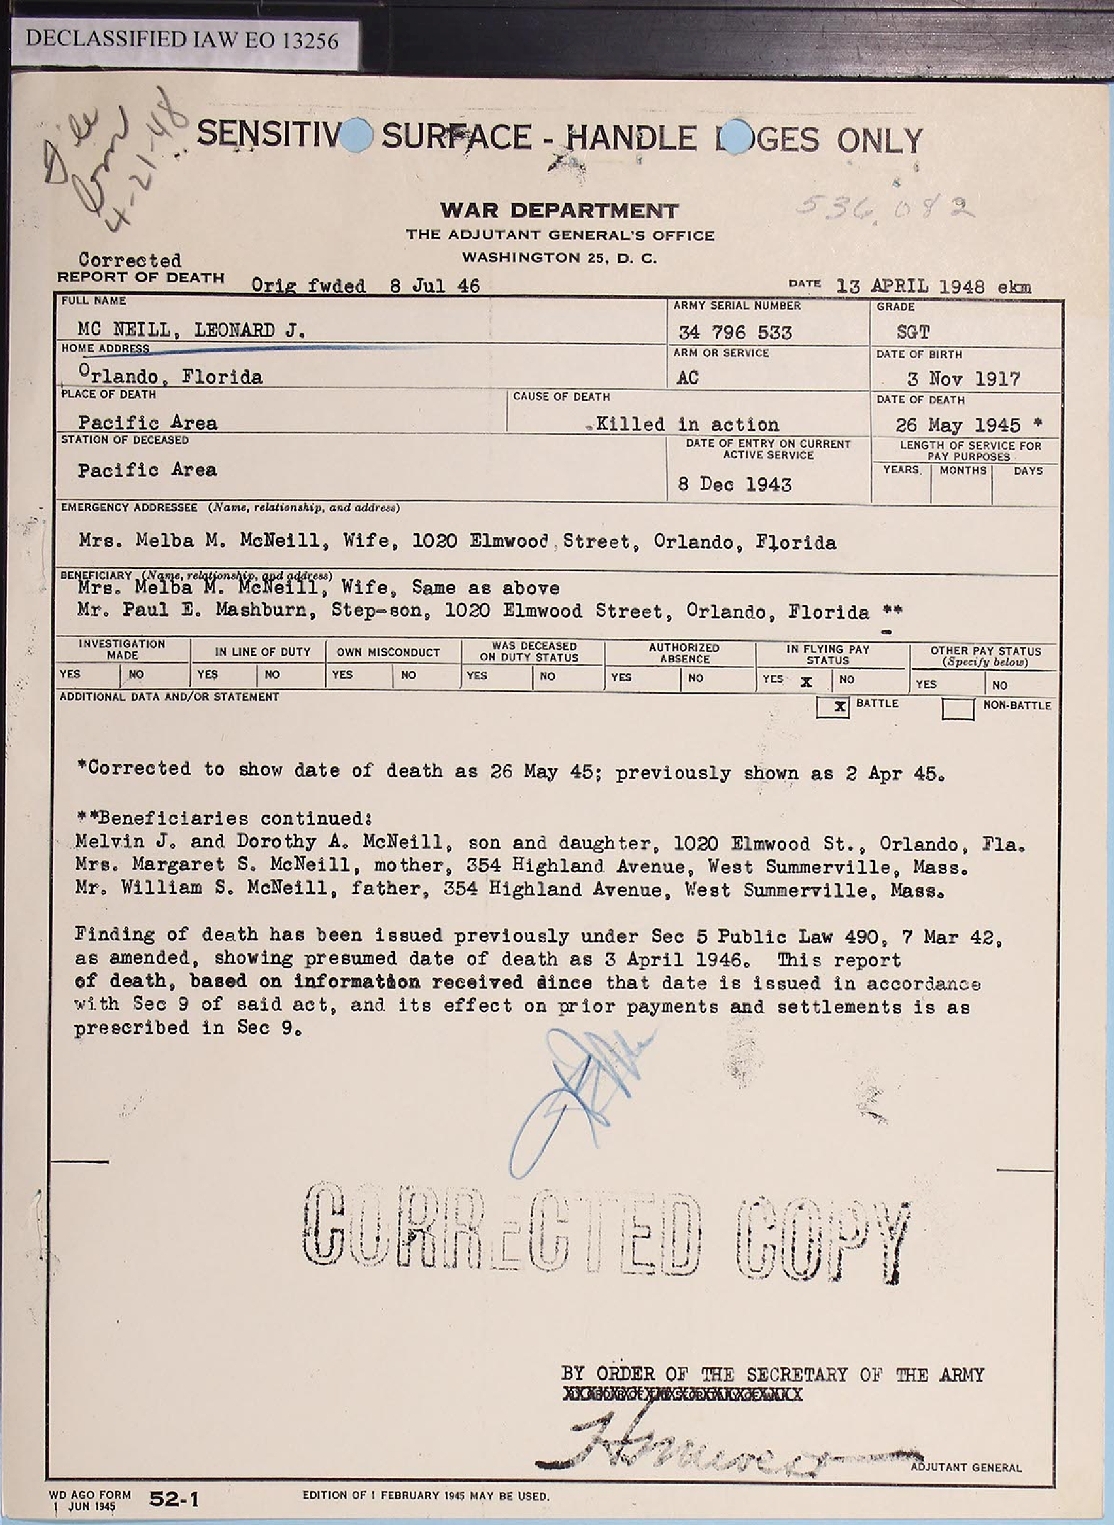 DECLASSIFIED IAW EO 13256
File
4-21-48
SENSITIV SURFACE - HANDLE DGES ONLY
536,082
WAR DEPARTMENT
THE ADJUTANT GENERAL'S OFFICE
WASHINGTON 25, D. C.
Corrected
REPORT OF DEATH Orig fwded 8 Jul 46 DATE 13 APRIL 1948 ekm
FULL NAME ARMY SERIAL NUMBER GRADE
MC NEILL, LEONARD J. 34 796 533 SGT
HOME ADDRESS ARM OR SERVICE DATE OF BIRTH
Orlando, Florida AC 3 Nov 1917
PLACE OF DEATH CAUSE OF DEATH DATE OF DEATH
Pacific Area Killed in action 26 May 1945 *
STATION OF DECEASED DATE OF ENTRY ON CURRENT ACTIVE SERVICE LENGTH OF SERVICE FOR PAY PURPOSES
YEARS MONTHS DAYS
Pacific Area 8 Dec 1943
EMERGENCY ADDRESSEE (Name, relationship, and address)
Mrs. Melba M. McNeill, Wife, 1020 Elmwood Street, Orlando, Florida
BENEFICIARY (Name, relationship, and address)
Mrs. Melba M. McNeill, Wife, Same as above
Mr. Paul E. Mashburn, Step-son, 1020 Elmwood Street, Orlando, Florida **
INVESTIGATION MADE IN LINE OF DUTY OWN MISCONDUCT WAS DECEASED ON DUTY STATUS AUTHORIZED ABSENCE IN FLYING PAY STATUS OTHER PAY STATUS (Specify below)
YES NO YES NO YES NO YES NO YES NO YES X NO YES NO
ADDITIONAL DATA AND/OR STATEMENT X BATTLE NON-BATTLE
*Corrected to show date of death as 26 May 45; previously shown as 2 Apr 45.
**Beneficiaries continued:
Melvin J. and Dorothy A. McNeill, son and daughter, 1020 Elmwood St., Orlando, Fla.
Mrs. Margaret S. McNeill, mother, 354 Highland Avenue, West Summerville, Mass.
Mr. William S. McNeill, father, 354 Highland Avenue, West Summerville, Mass.
Finding of death has been issued previously under Sec 5 Public Law 490, 7 Mar 42,
as amended, showing presumed date of death as 3 April 1946. This report
of death, based on information received since that date is issued in accordance
with Sec 9 of said act, and its effect on prior payments and settlements is as
prescribed in Sec 9.
CORRECTED COPY
BY ORDER OF THE SECRETARY OF THE ARMY
ADJUTANT GENERAL
WD AGO FORM 52-1 EDITION OF 1 FEBRUARY 1945 MAY BE USED.
1 JUN 1945